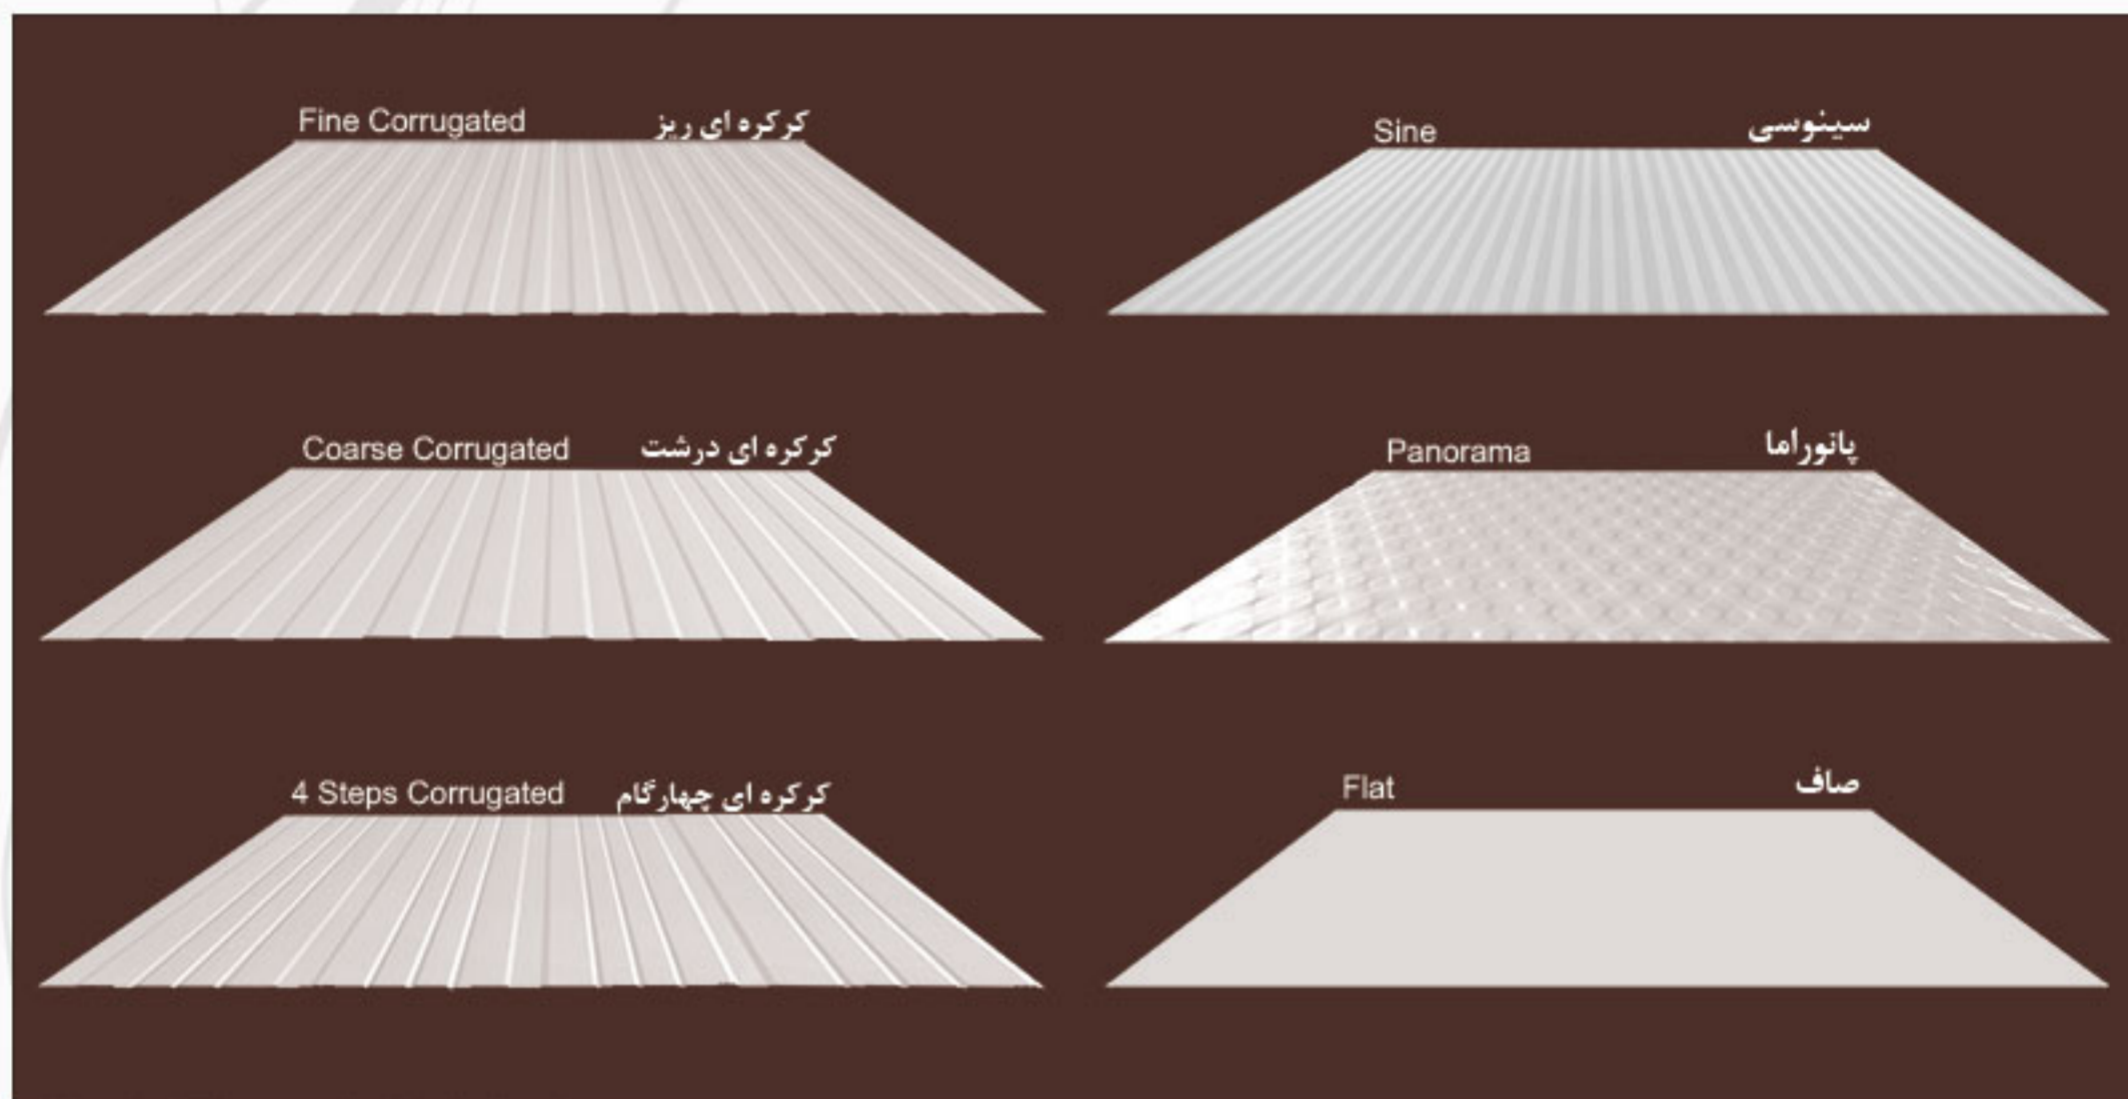 Fine Corrugated کرکره ای ریز
Sine سینوسی
Coarse Corrugated کرکره ای درشت
Panorama پانوراما
4 Steps Corrugated کرکره ای چهارگام
Flat صاف